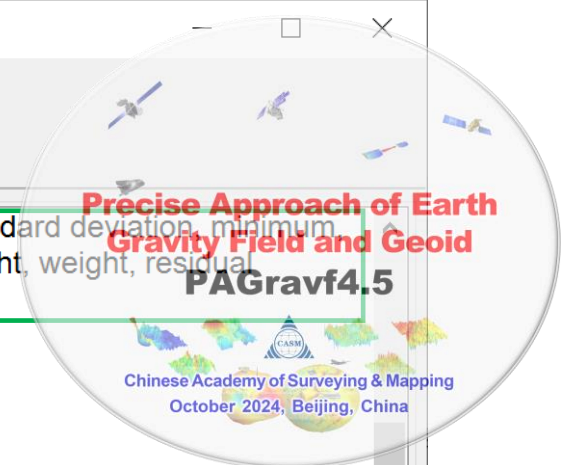 Precise Approach of Earth
dard deviation, minimum,
Gravity Field and Geoid
ht, weight, residual
PAGravf4.5
CASM
Chinese Academy of Surveying & Mapping
October 2024, Beijing, China